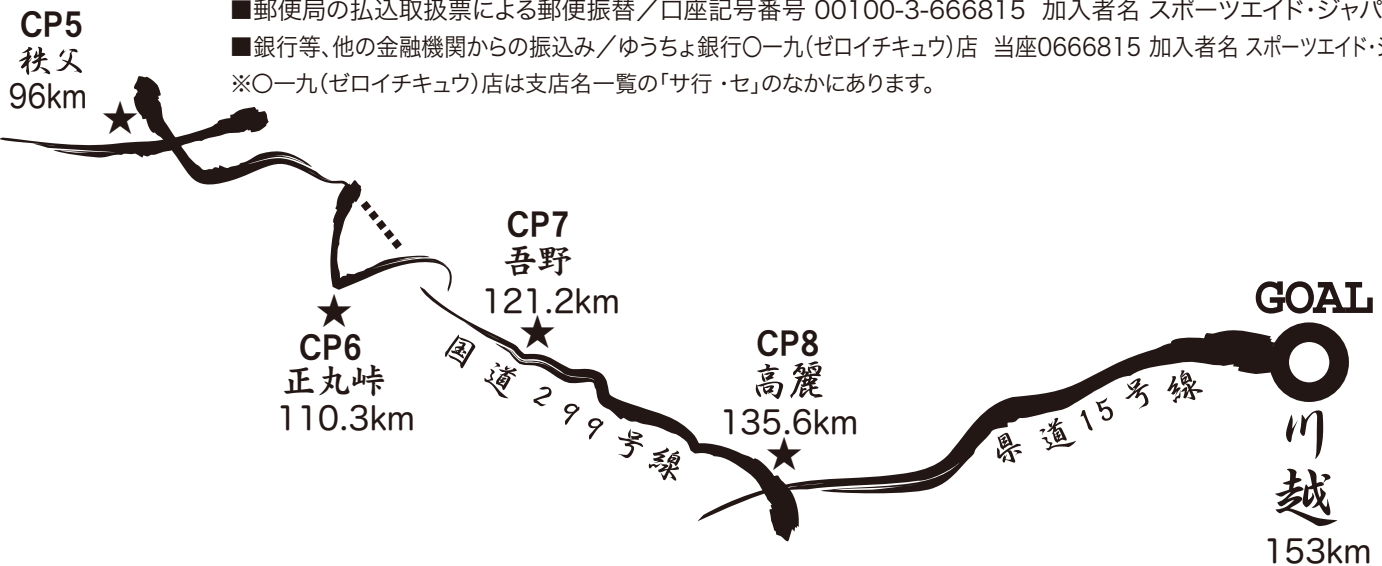 ■郵便局の払込取扱票による郵便振替／口座記号番号 00100-3-666815 加入者名 スポーツエイド・ジャパ
■銀行等、他の金融機関からの振込み／ゆうちょ銀行〇一九(ゼロイチキュウ)店 当座0666815 加入者名 スポーツエイド・ジ
※〇一九(ゼロイチキュウ)店は支店名一覧の「サ行・セ」のなかにあります。
CP5
秩父
96km
CP6
正丸峠
110.3km
CP7
吾野
121.2km
国道299号線
CP8
高麗
135.6km
県道15号線
GOAL
川越
153km